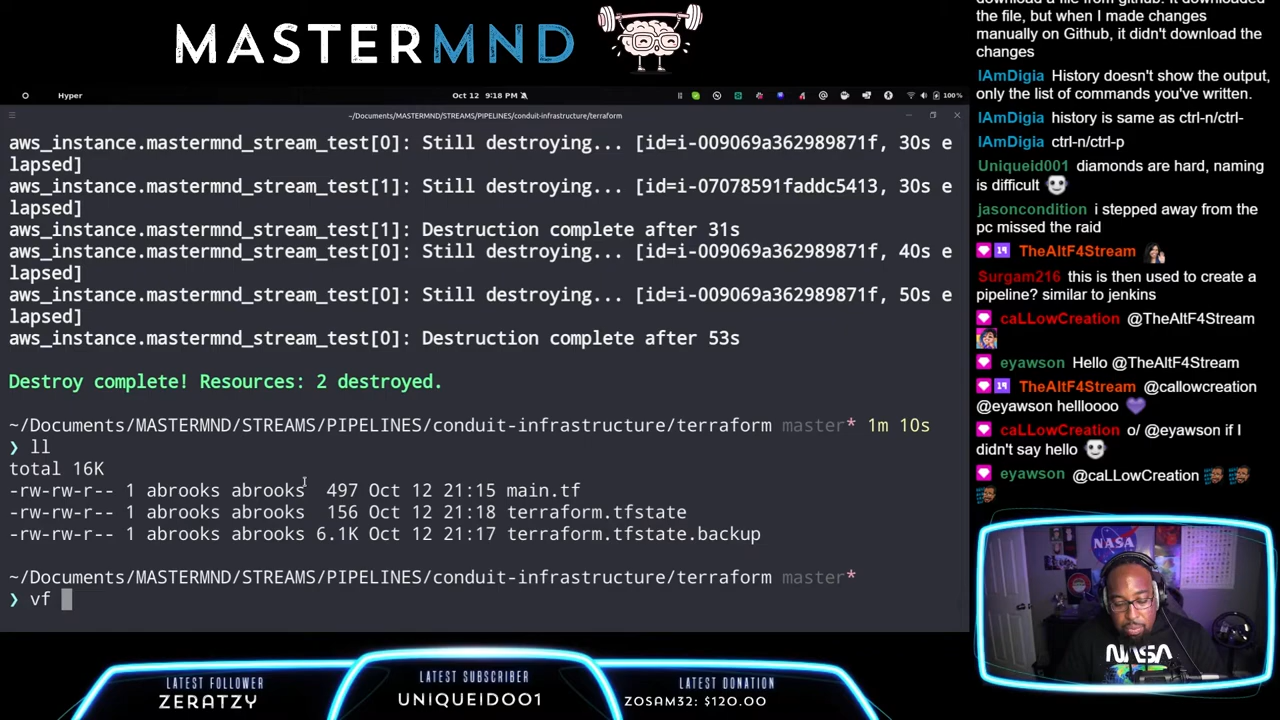 MASTERMND
Hyper
Oct 12 9:18 PM
100%
~/Documents/MASTERMND/STREAMS/PIPELINES/conduit-infrastructure/terraform
aws_instance.mastermnd_stream_test[0]: Still destroying... [id=i-009069a362989871f, 30s e
lapsed]
aws_instance.mastermnd_stream_test[1]: Still destroying... [id=i-07078591faddc5413, 30s e
lapsed]
aws_instance.mastermnd_stream_test[1]: Destruction complete after 31s
aws_instance.mastermnd_stream_test[0]: Still destroying... [id=i-009069a362989871f, 40s e
lapsed]
aws_instance.mastermnd_stream_test[0]: Still destroying... [id=i-009069a362989871f, 50s e
lapsed]
aws_instance.mastermnd_stream_test[0]: Destruction complete after 53s
Destroy complete! Resources: 2 destroyed.
~/Documents/MASTERMND/STREAMS/PIPELINES/conduit-infrastructure/terraform master* 1m 10s
❯ ll
total 16K
-rw-rw-r-- 1 abrooks abrooks  497 Oct 12 21:15 main.tf
-rw-rw-r-- 1 abrooks abrooks  156 Oct 12 21:18 terraform.tfstate
-rw-rw-r-- 1 abrooks abrooks 6.1K Oct 12 21:17 terraform.tfstate.backup
~/Documents/MASTERMND/STREAMS/PIPELINES/conduit-infrastructure/terraform master*
❯ vf
download a file from github. It downloaded
the file, but when I made changes
manually on Github, it didn't download the
changes
IAmDigia History doesn't show the output,
only the list of commands you've written.
IAmDigia history is same as ctrl-n/ctrl-
IAmDigia ctrl-n/ctrl-p
Uniqueid001 diamonds are hard, naming
is difficult
jasoncondition i stepped away from the
pc missed the raid
19 TheAltF4Stream
Surgam216 this is then used to create a
pipeline? similar to jenkins
caLLowCreation @TheAltF4Stream
eyawson Hello @TheAltF4Stream
19 TheAltF4Stream @callowcreation
@eyawson hellloooo
caLLowCreation o/ @eyawson if I
didn't say hello
eyawson @caLLowCreation
NASA
NASA
LATEST FOLLOWER
ZERATZY
LATEST SUBSCRIBER
UNIQUEID001
LATEST DONATION
ZOSAM32: $120.00